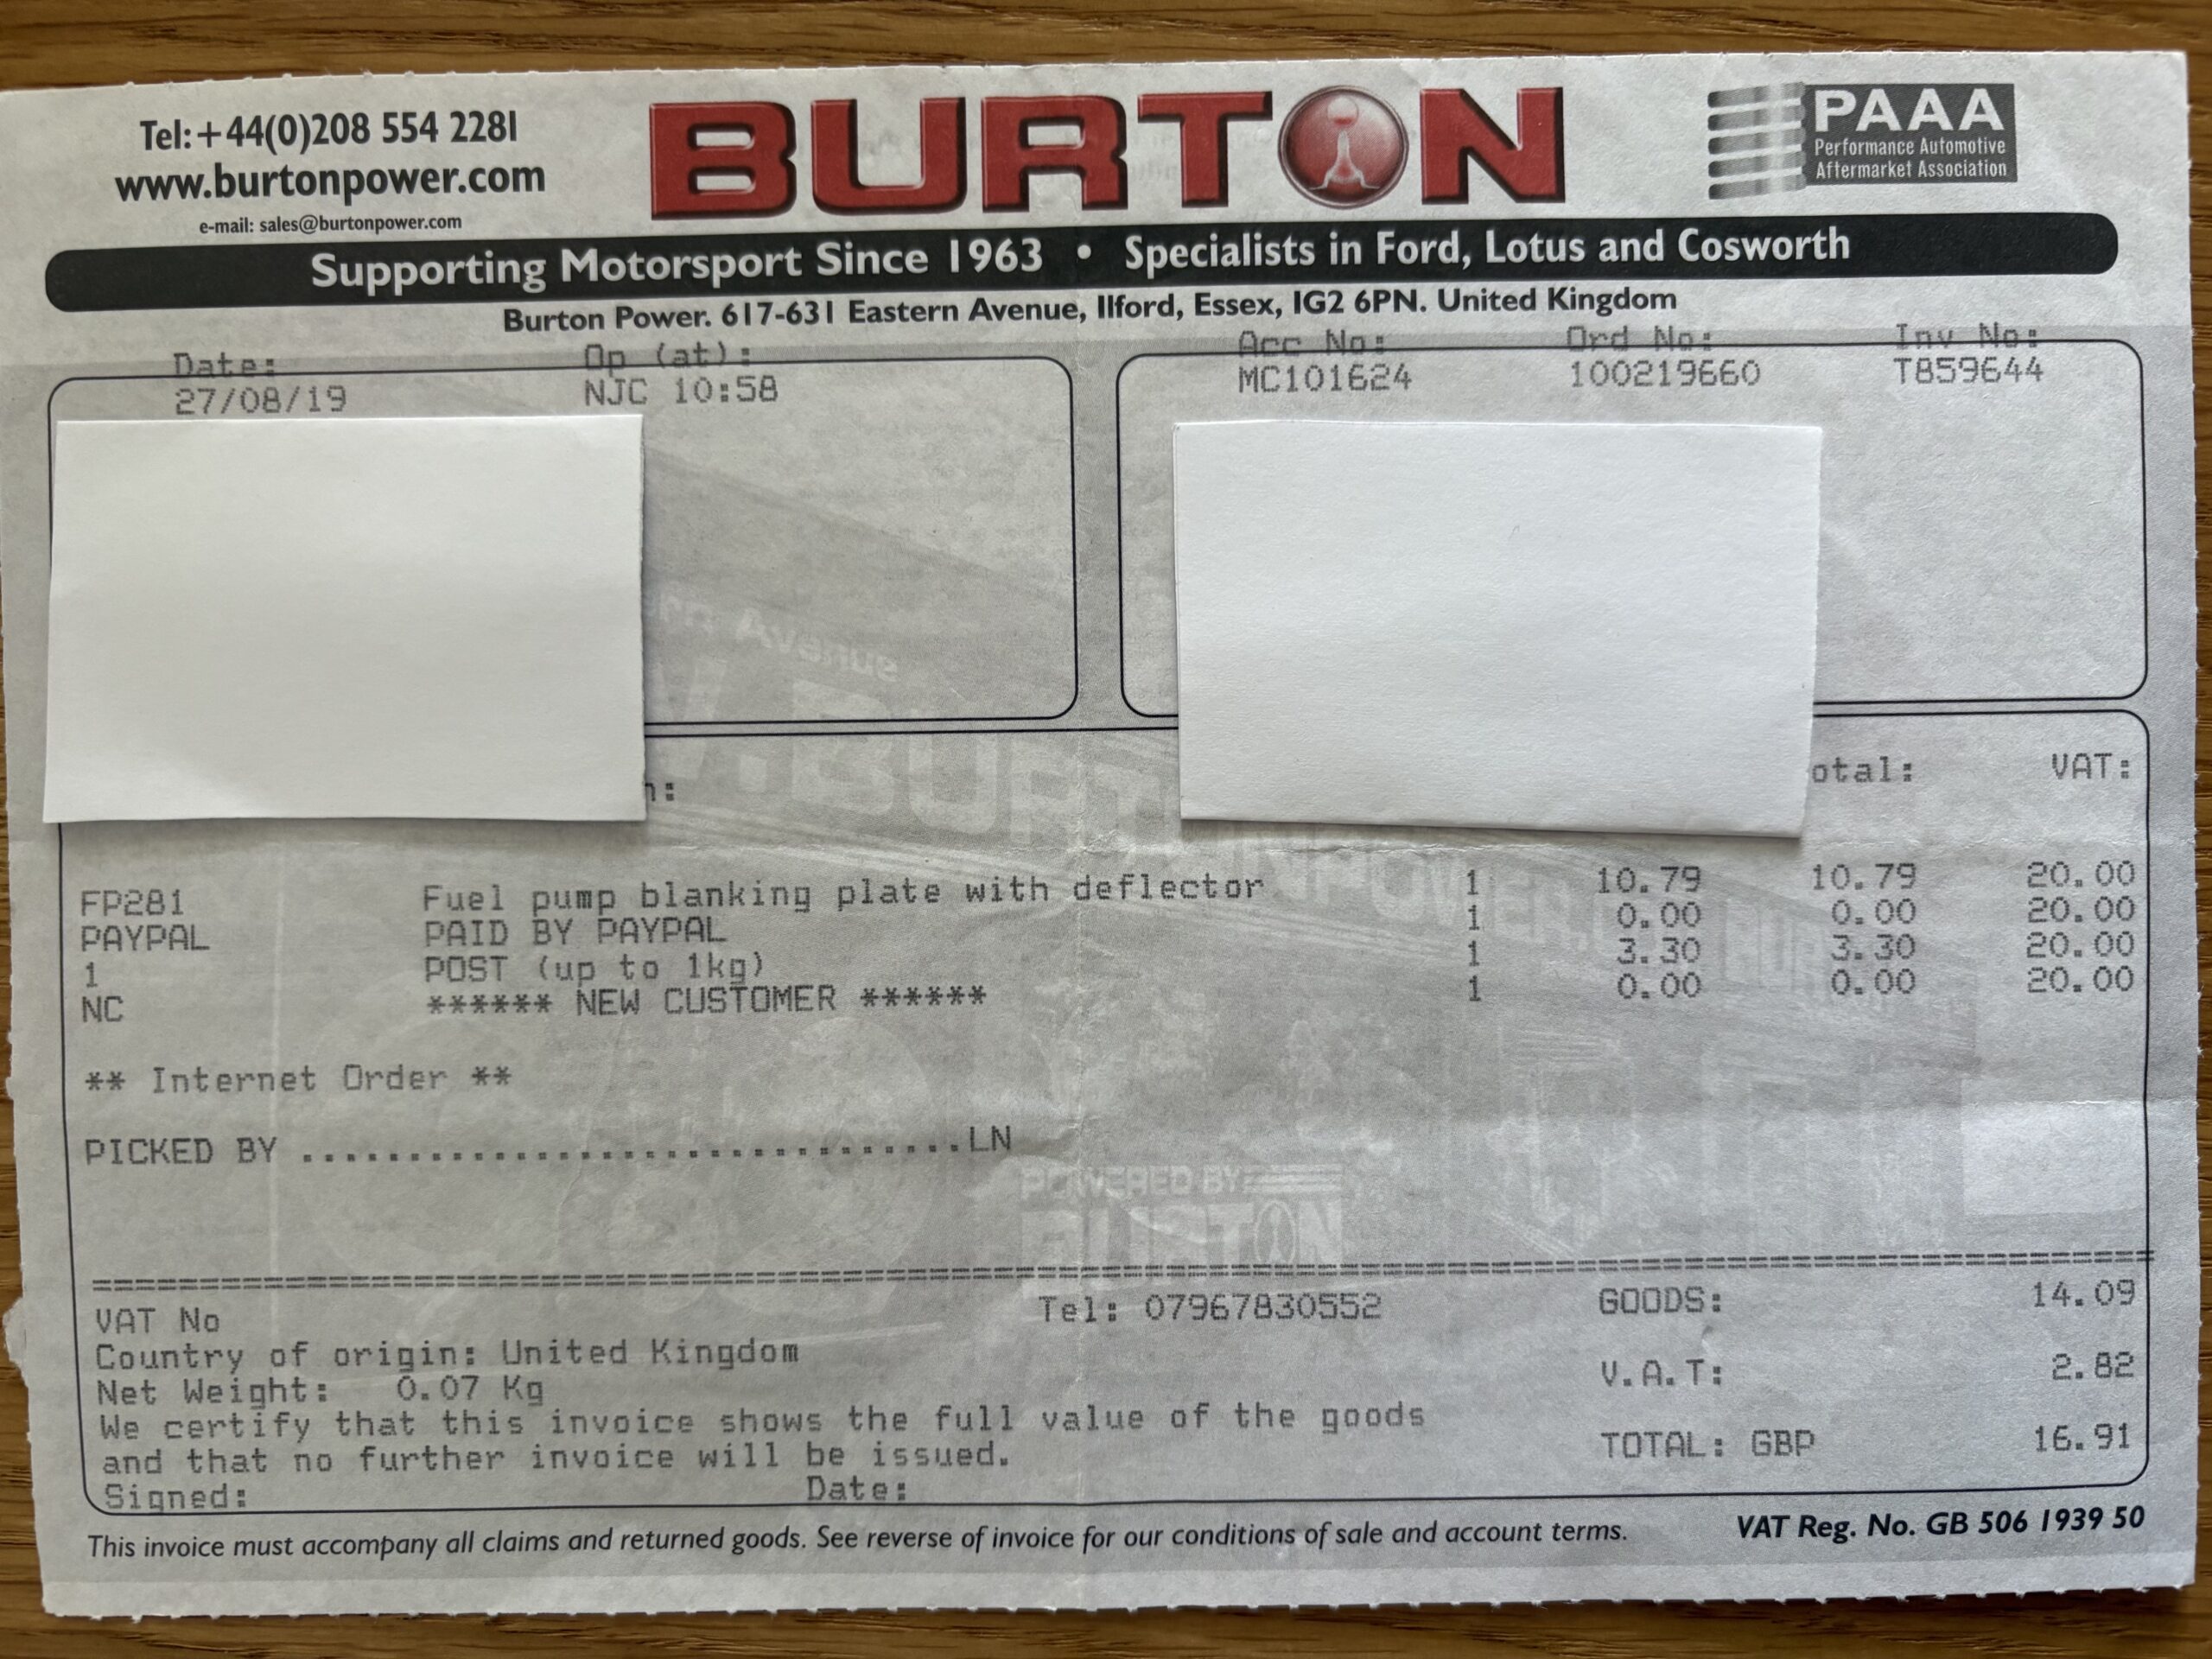 Tel:+44(0)208 554 2281
www.burtonpower.com
e-mail: sales@burtonpower.com
BURTON
PAAA
Performance Automotive
Aftermarket Association
Supporting Motorsport Since 1963 • Specialists in Ford, Lotus and Cosworth
Burton Power. 617-631 Eastern Avenue, Ilford, Essex, IG2 6PN. United Kingdom
Date: Op (at): Acc No: Ord No: Inv No:
27/08/19 NJC 10:58 MC101624 100219660 T859644
Avenue
otal: VAT:
FP281 Fuel pump blanking plate with deflector 1 10.79 10.79 20.00
PAYPAL PAID BY PAYPAL 1 0.00 0.00 20.00
1 POST (up to 1kg) 1 3.30 3.30 20.00
NC ****** NEW CUSTOMER ****** 1 0.00 0.00 20.00
** Internet Order **
PICKED BY ...............................LN
POWERED BY
BURTON
VAT No Tel: 07967830552 GOODS: 14.09
Country of origin: United Kingdom
Net Weight: 0.07 Kg V.A.T: 2.82
We certify that this invoice shows the full value of the goods
and that no further invoice will be issued. TOTAL: GBP 16.91
Signed: Date:
This invoice must accompany all claims and returned goods. See reverse of invoice for our conditions of sale and account terms. VAT Reg. No. GB 506 1939 50